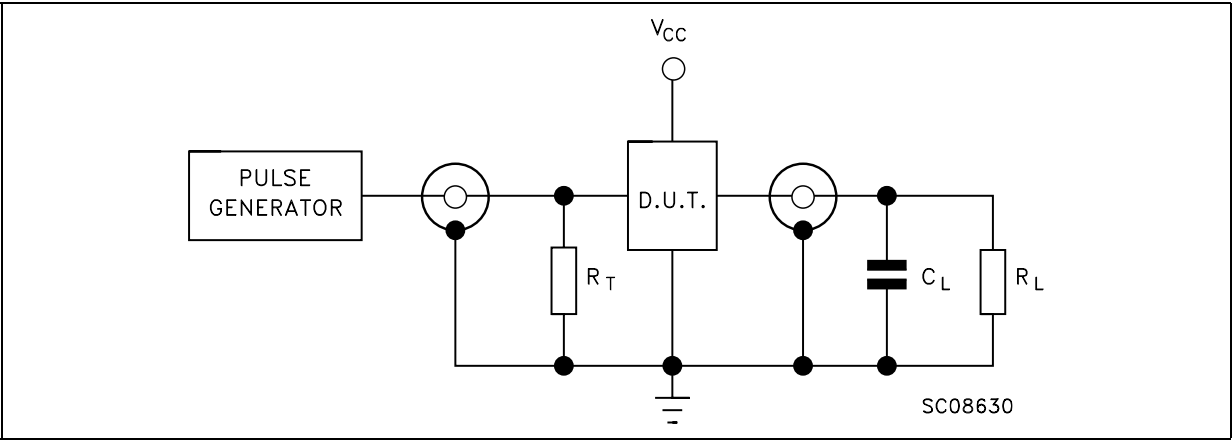 VCC
PULSE
GENERATOR
D.U.T.
RT
CL
RL
SC08630